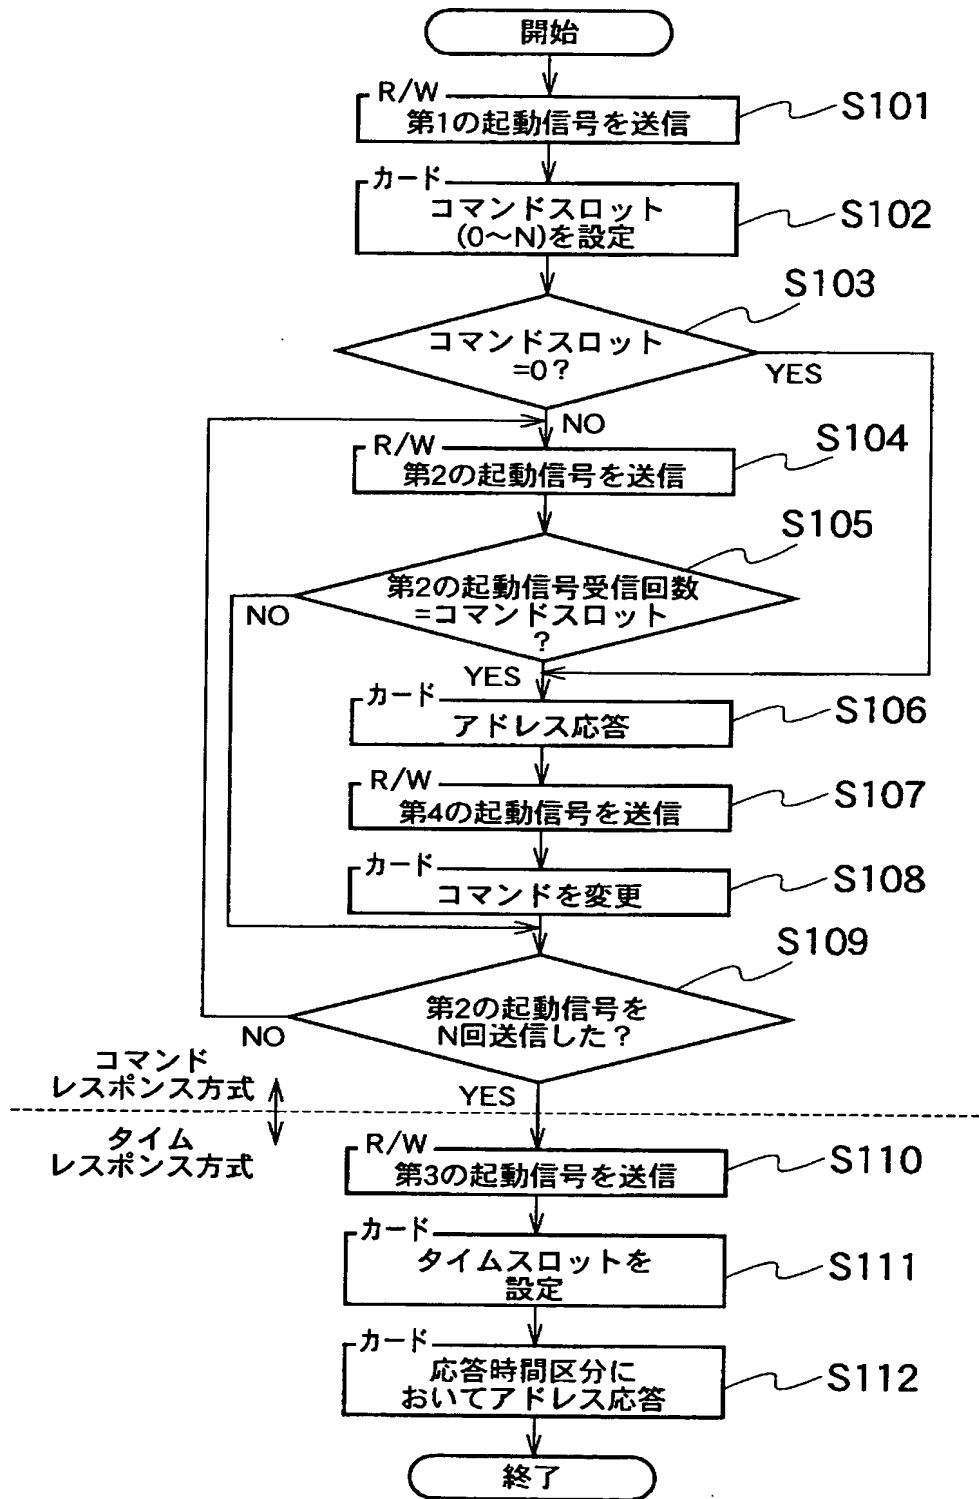 開始
R/W
第1の起動信号を送信
S101
カード
コマンドスロット
(0～N)を設定
S102
S103
コマンドスロット
=0？
YES
NO
R/W
第2の起動信号を送信
S104
S105
第2の起動信号受信回数
=コマンドスロット
？
NO
YES
カード
アドレス応答
S106
R/W
第4の起動信号を送信
S107
カード
コマンドを変更
S108
S109
第2の起動信号を
N回送信した？
NO
YES
コマンド
レスポンス方式
タイム
レスポンス方式
R/W
第3の起動信号を送信
S110
カード
タイムスロットを
設定
S111
カード
応答時間区分に
おいてアドレス応答
S112
終了